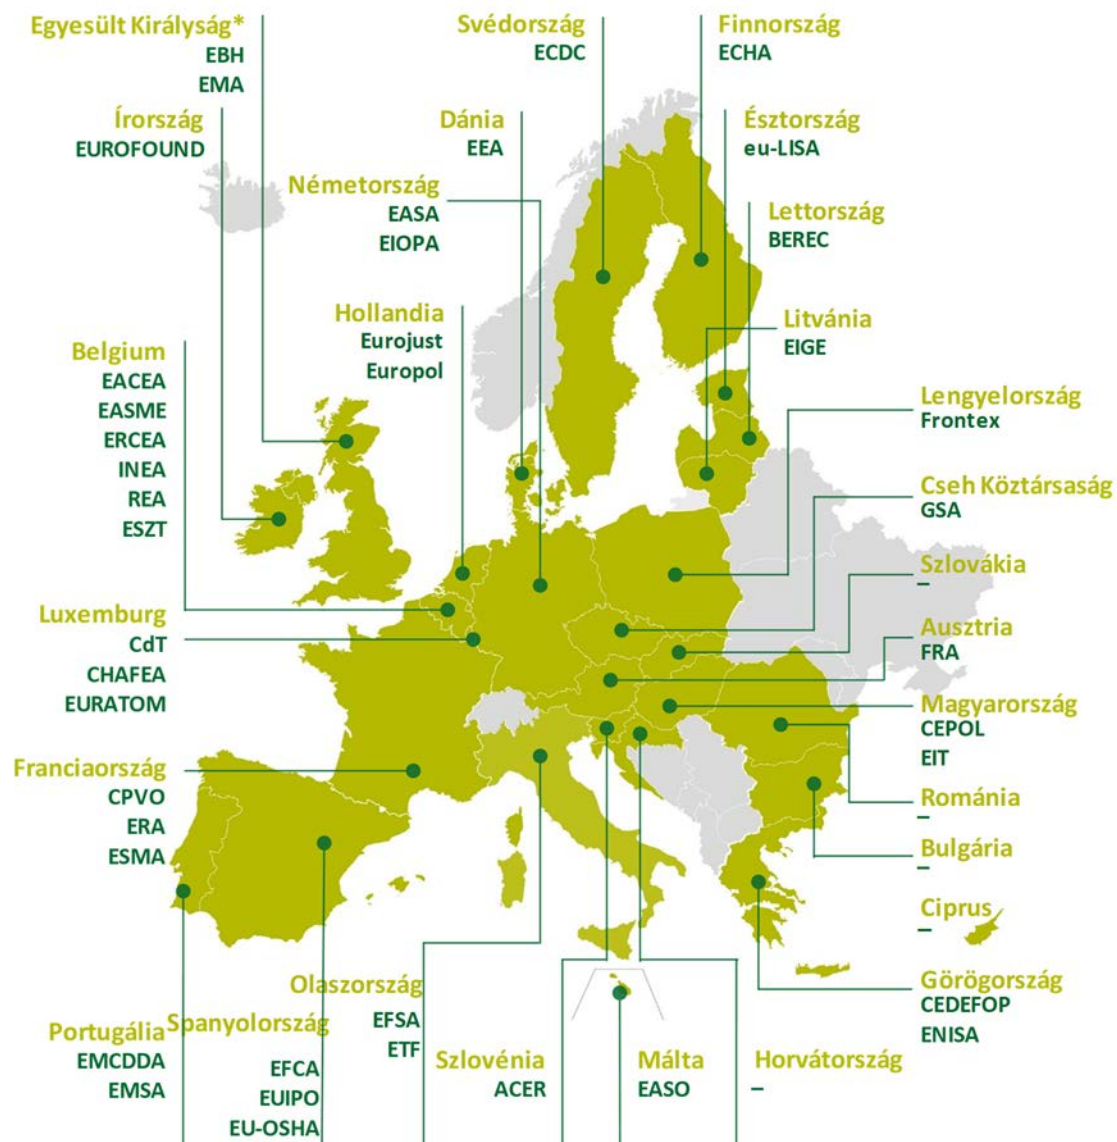 Egyesült Királyság*
EBH
EMA
Svédország
ECDC
Finnország
ECHA
Írország
EUROFOUND
Dánia
EEA
Észtország
eu-LISA
Németország
EASA
EIOPA
Lettország
BEREC
Hollandia
Eurojust
Europol
Litvánia
EIGE
Belgium
EACEA
EASME
ERCEA
INEA
REA
ESZT
Lengyelország
Frontex
Cseh Köztársaság
GSA
Szlovákia
–
Luxemburg
CdT
CHAFEA
EURATOM
Ausztria
FRA
Magyarország
CEPOL
EIT
Franciaország
CPVO
ERA
ESMA
Románia
–
Bulgária
–
Ciprus
–
Görögország
CEDEFOP
ENISA
Olaszország
EFSA
ETF
Portugália
EMCDDA
EMSA
Spanyolország
EFCA
EUIPO
EU-OSHA
Szlovénia
ACER
Málta
EASO
Horvátország
–